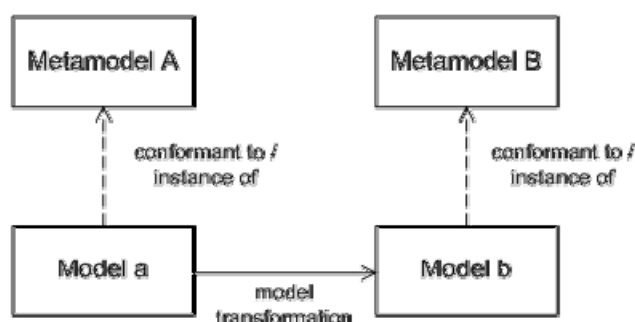 Metamodel A
Metamodel B
conformant to /
instance of
conformant to /
instance of
Model a
Model b
model
transformation